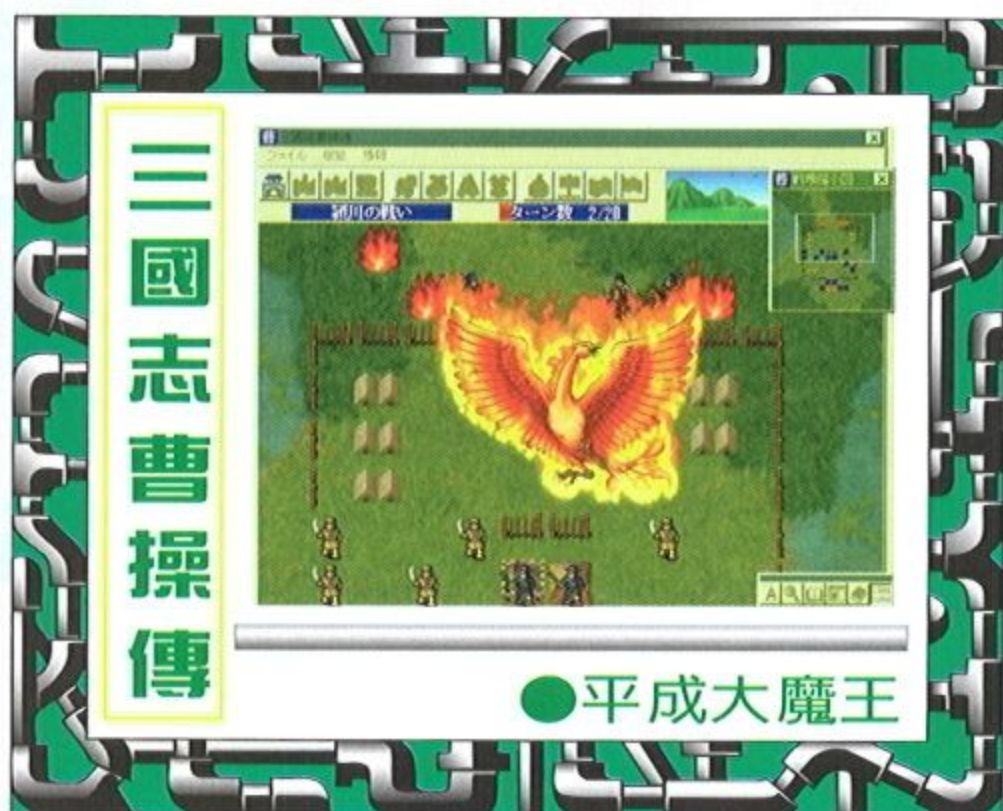 三國志曹操傳
ファイル
潁川の戦い
ターン数 2/20
●平成大魔王